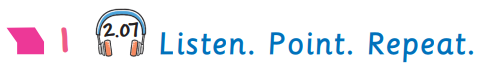 1 2.07 Listen. Point. Repeat.